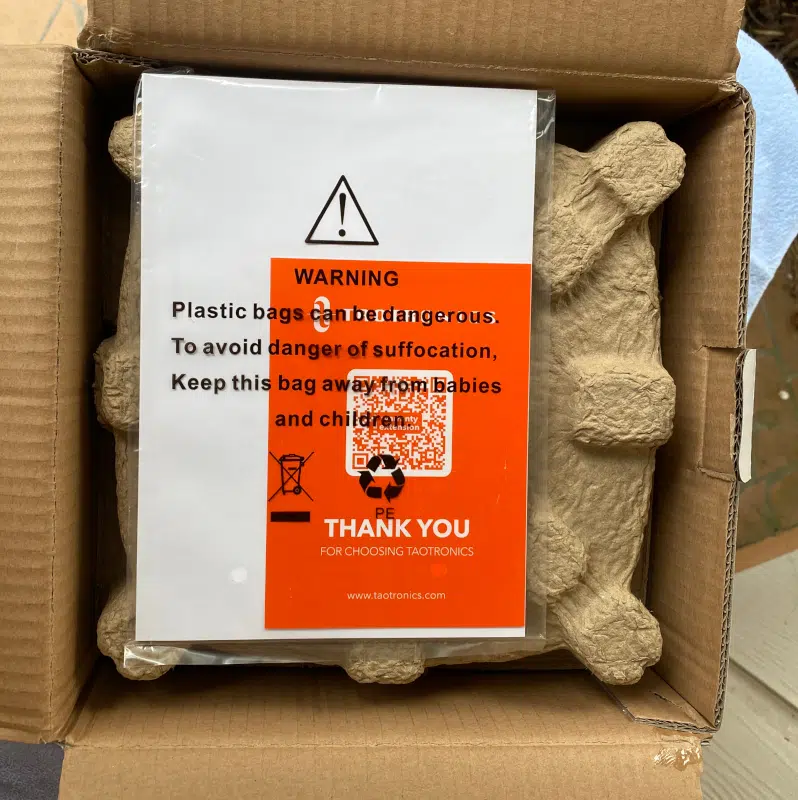 WARNING
Plastic bags can be dangerous.
To avoid danger of suffocation,
Keep this bag away from babies
and children.
extension
PE
THANK YOU
FOR CHOOSING TAOTRONICS
www.taotronics.com